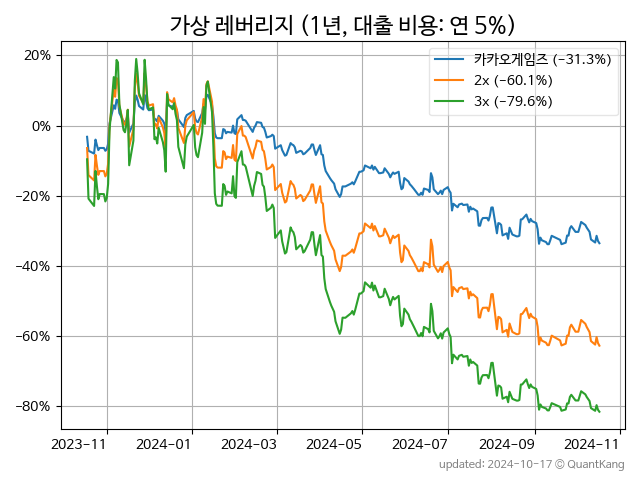 가상 레버리지 (1년, 대출 비용: 연 5%)
카카오게임즈 (−31.3%)
2x (−60.1%)
3x (−79.6%)
20%
0%
−20%
−40%
−60%
−80%
2023−11 2024−01 2024−03 2024−05 2024−07 2024−09 2024−11
updated: 2024-10-17 © QuantKang